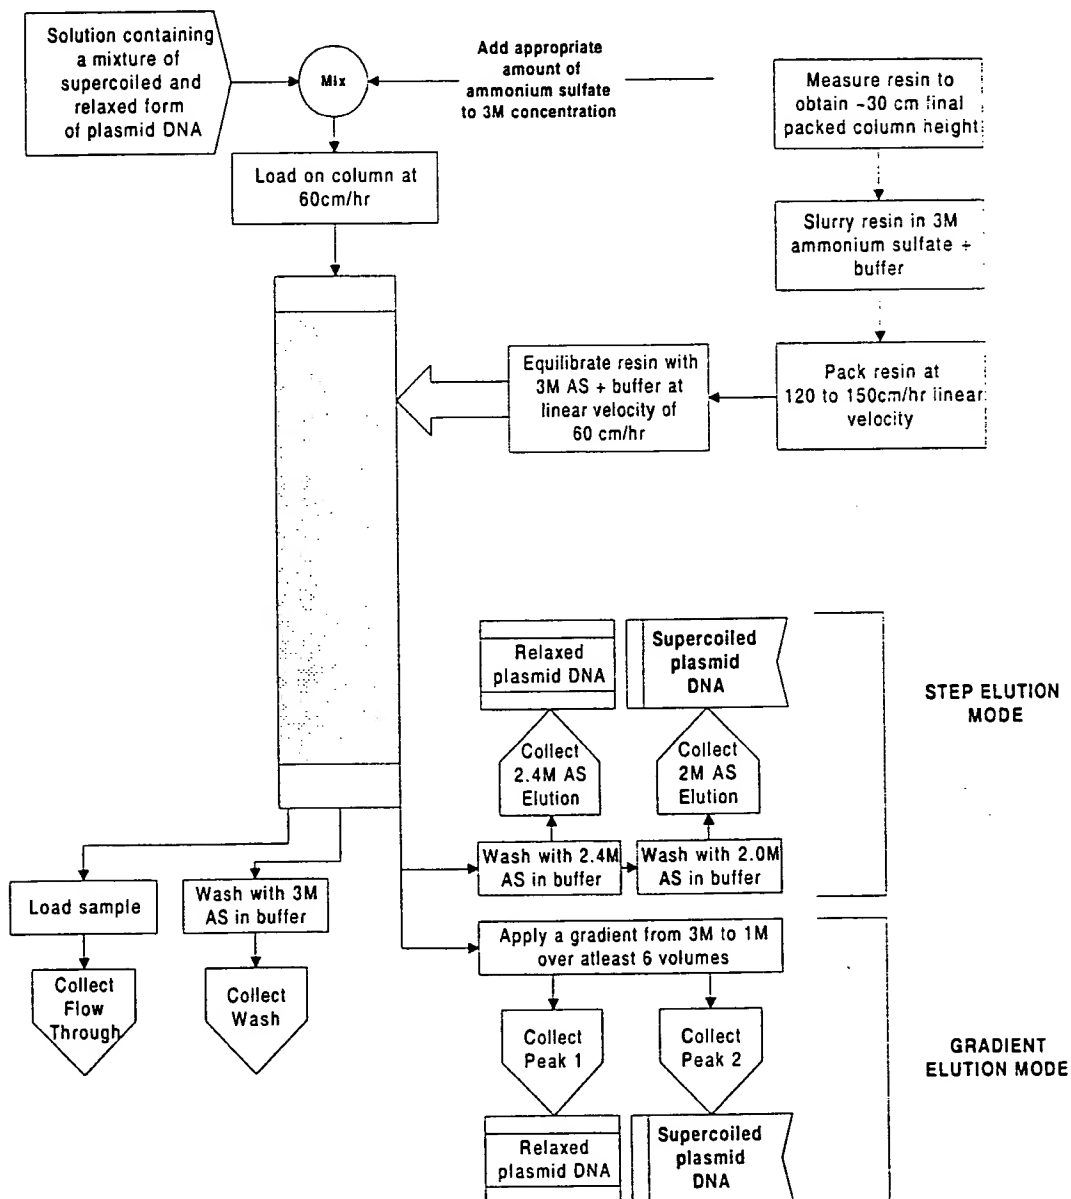 Solution containing
a mixture of
supercoiled and
relaxed form
of plasmid DNA
Mix
Add appropriate
amount of
ammonium sulfate
to 3M concentration
Measure resin to
obtain ~30 cm final
packed column height
Load on column at
60cm/hr
Slurry resin in 3M
ammonium sulfate +
buffer
Equilibrate resin with
3M AS + buffer at
linear velocity of
60 cm/hr
Pack resin at
120 to 150cm/hr linear
velocity
Relaxed
plasmid DNA
Supercoiled
plasmid
DNA
STEP ELUTION
MODE
Collect
2.4M AS
Elution
Collect
2M AS
Elution
Wash with 2.4M
AS in buffer
Wash with 2.0M
AS in buffer
Load sample
Wash with 3M
AS in buffer
Apply a gradient from 3M to 1M
over atleast 6 volumes
Collect
Flow
Through
Collect
Wash
Collect
Peak 1
Collect
Peak 2
GRADIENT
ELUTION MODE
Relaxed
plasmid DNA
Supercoiled
plasmid
DNA